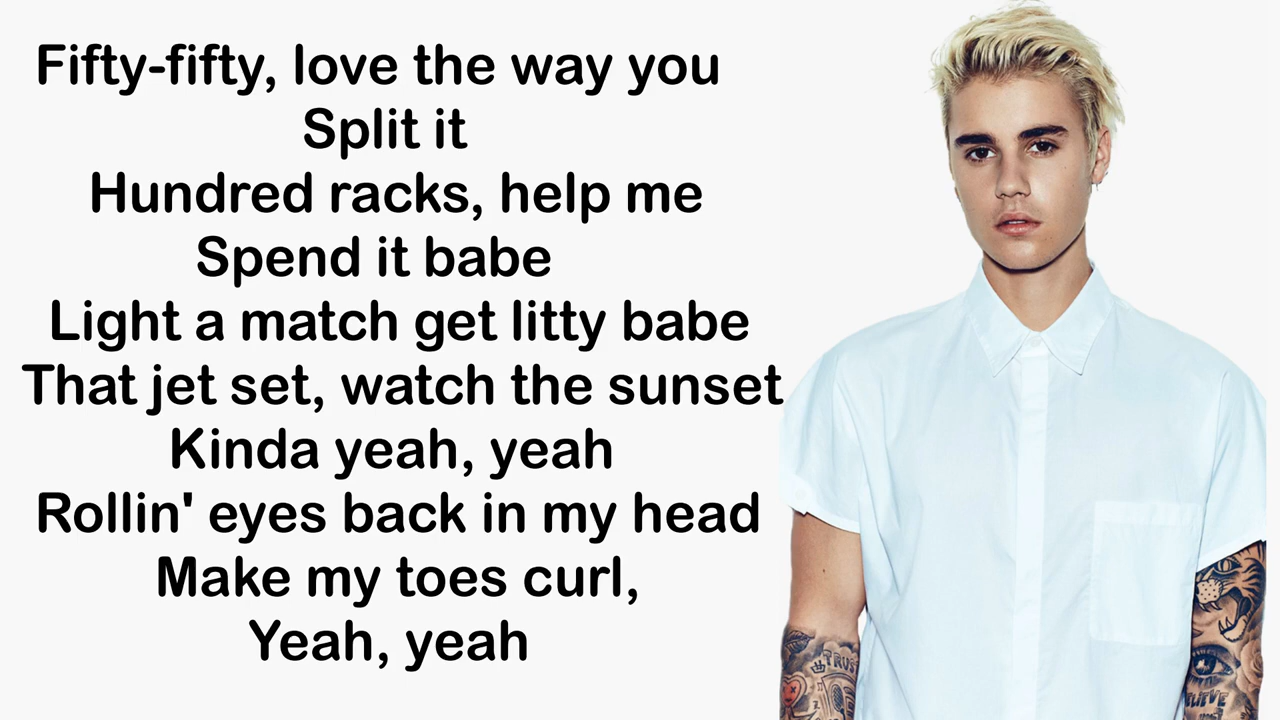 Fifty-fifty, love the way you
Split it
Hundred racks, help me
Spend it babe
Light a match get litty babe
That jet set, watch the sunset
Kinda yeah, yeah
Rollin' eyes back in my head
Make my toes curl,
Yeah, yeah
TRUST